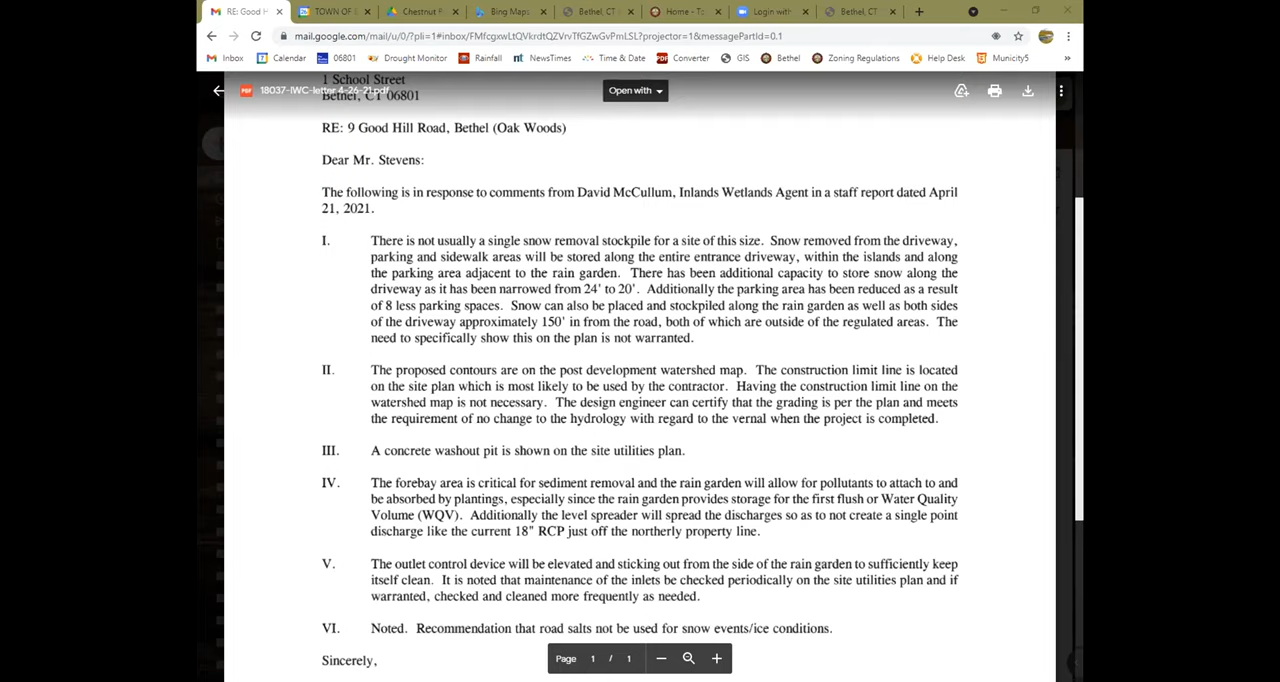 RE: Good H
TOWN OF
Chestnut
Bing Maps
Bethel, CT
Home - To
Login with
Bethel, CT
mail.google.com/mail/u/0/?pli=1#inbox/FMfcgxwLtQVkrdtQZVrvTfGZwGvPmLSL?projector=1&messagePartId=0.1
Inbox Calendar 06801 Drought Monitor Rainfall NewsTimes Time & Date Converter GIS Bethel Zoning Regulations Help Desk Municity5 »
1 School Street
PDF 18037-IWC-letter 4-26-21.pdf
Open with
Bethel, CT 06801
RE: 9 Good Hill Road, Bethel (Oak Woods)
Dear Mr. Stevens:
The following is in response to comments from David McCullum, Inlands Wetlands Agent in a staff report dated April
21, 2021.
I. There is not usually a single snow removal stockpile for a site of this size. Snow removed from the driveway,
parking and sidewalk areas will be stored along the entire entrance driveway, within the islands and along
the parking area adjacent to the rain garden. There has been additional capacity to store snow along the
driveway as it has been narrowed from 24' to 20'. Additionally the parking area has been reduced as a result
of 8 less parking spaces. Snow can also be placed and stockpiled along the rain garden as well as both sides
of the driveway approximately 150' in from the road, both of which are outside of the regulated areas. The
need to specifically show this on the plan is not warranted.
II. The proposed contours are on the post development watershed map. The construction limit line is located
on the site plan which is most likely to be used by the contractor. Having the construction limit line on the
watershed map is not necessary. The design engineer can certify that the grading is per the plan and meets
the requirement of no change to the hydrology with regard to the vernal when the project is completed.
III. A concrete washout pit is shown on the site utilities plan.
IV. The forebay area is critical for sediment removal and the rain garden will allow for pollutants to attach to and
be absorbed by plantings, especially since the rain garden provides storage for the first flush or Water Quality
Volume (WQV). Additionally the level spreader will spread the discharges so as to not create a single point
discharge like the current 18" RCP just off the northerly property line.
V. The outlet control device will be elevated and sticking out from the side of the rain garden to sufficiently keep
itself clean. It is noted that maintenance of the inlets be checked periodically on the site utilities plan and if
warranted, checked and cleaned more frequently as needed.
VI. Noted. Recommendation that road salts not be used for snow events/ice conditions.
Sincerely,
Page 1 / 1